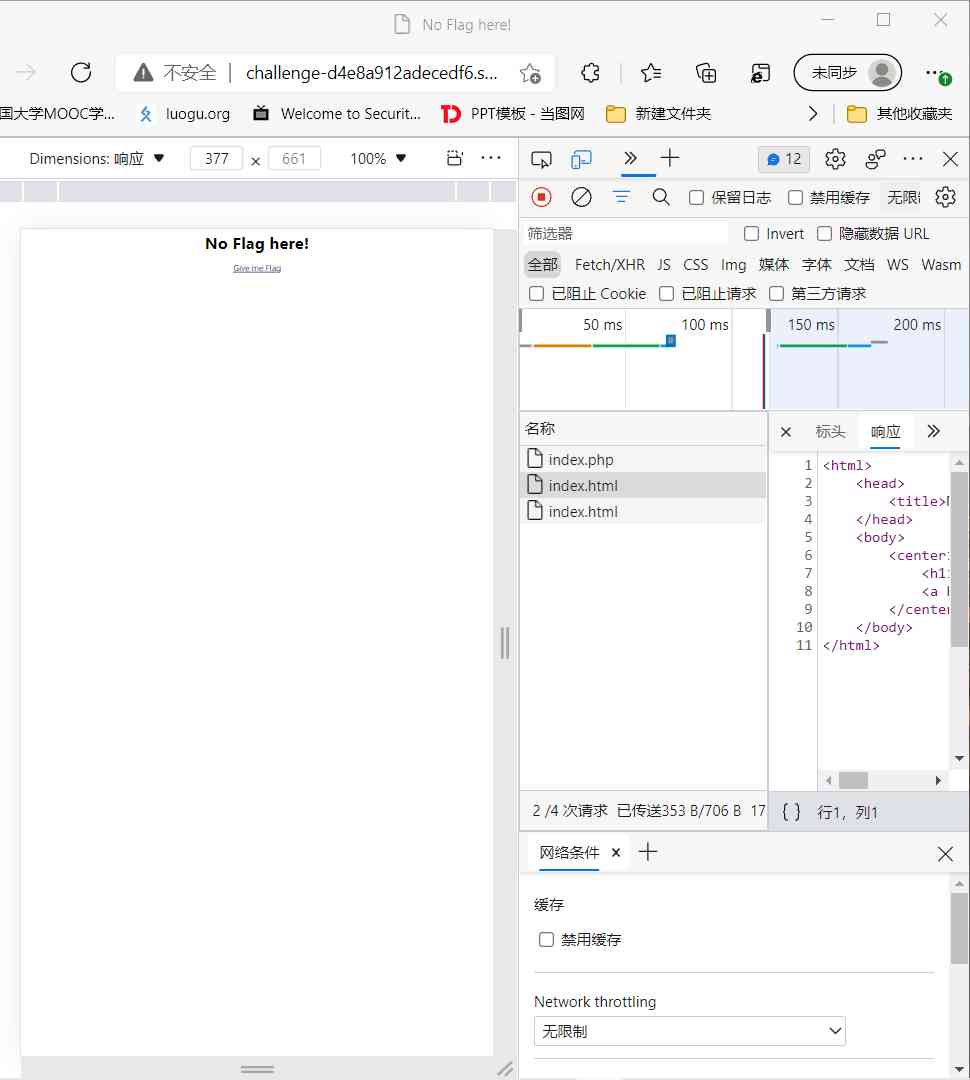 No Flag here!
不安全 | challenge-d4e8a912adecedf6.s... 未同步
国大学MOOC学... luogu.org Welcome to Securit... PPT模板 - 当图网 新建文件夹 其他收藏夹
Dimensions: 响应 377 × 661 100% 12
保留日志 禁用缓存 无限
筛选器 Invert 隐藏数据 URL
全部 Fetch/XHR JS CSS Img 媒体 字体 文档 WS Wasm
已阻止 Cookie 已阻止请求 第三方请求
50 ms 100 ms 150 ms 200 ms
No Flag here!
Give me Flag
名称 标头 响应
index.php
index.html
index.html
1 <html>
2 <head>
3 <title>
4 </head>
5 <body>
6 <center
7 <h1
8 <a
9 </center
10 </body>
11 </html>
2 /4 次请求 已传送353 B/706 B 17
{ } 行1，列1
网络条件
缓存
禁用缓存
Network throttling
无限制